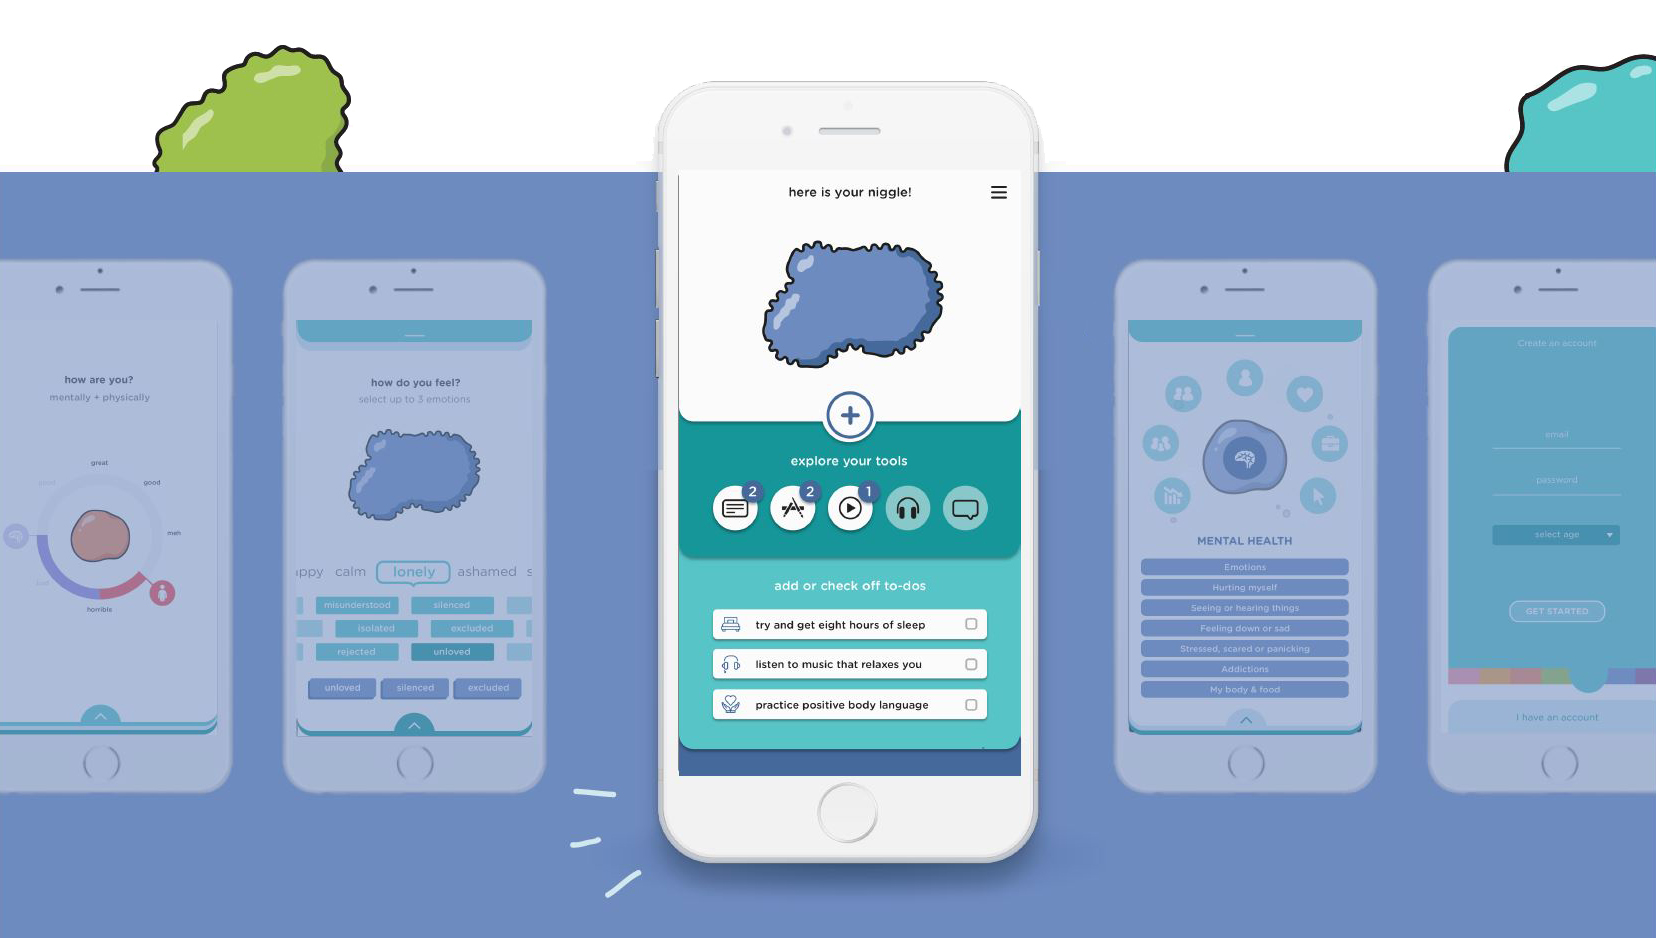 here is your niggle!
explore your tools
2
2
1
add or check off to-dos
try and get eight hours of sleep
listen to music that relaxes you
practice positive body language
how are you?
mentally + physically
great
good
good
meh
bad
horrible
how do you feel?
select up to 3 emotions
ppy calm lonely ashamed s
misunderstood silenced
isolated excluded
rejected unloved
unloved silenced excluded
MENTAL HEALTH
Emotions
Hurting myself
Seeing or hearing things
Feeling down or sad
Stressed, scared or panicking
Addictions
My body & food
Create an account
email
password
select age
GET STARTED
I have an account